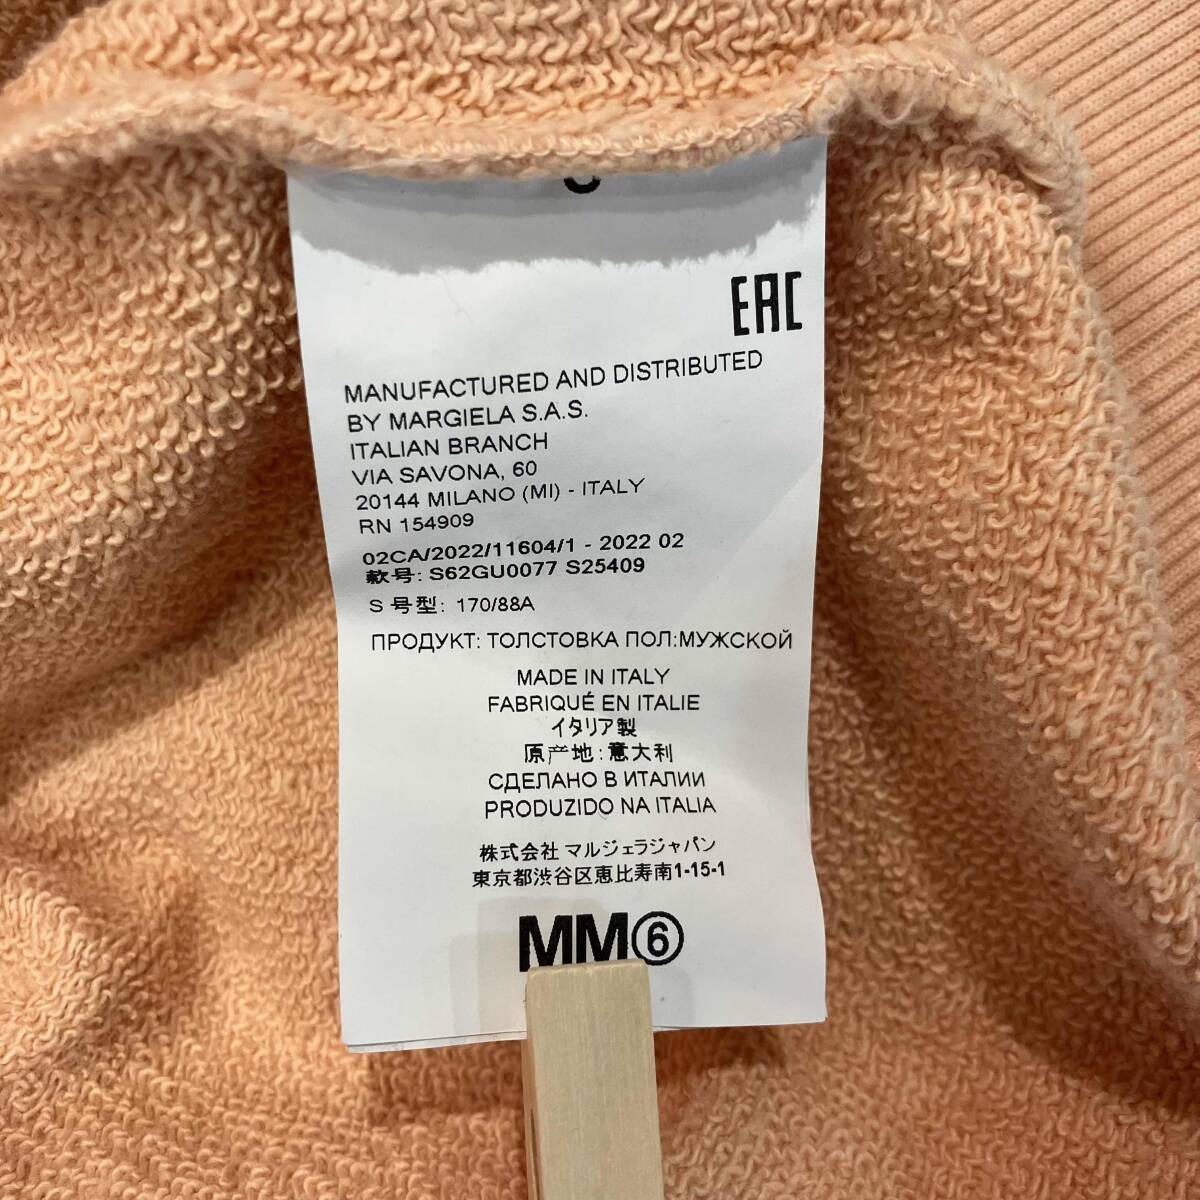 EAC
MANUFACTURED AND DISTRIBUTED
BY MARGIELA S.A.S.
ITALIAN BRANCH
VIA SAVONA, 60
20144 MILANO (MI) - ITALY
RN 154909
02CA/2022/11604/1 - 2022 02
款号: S62GU0077 S25409
S 号型: 170/88A
ПРОДУКТ: ТОЛСТОВКА ПОЛ:МУЖСКОЙ
MADE IN ITALY
FABRIQUÉ EN ITALIE
イタリア製
原产地:意大利
СДЕЛАНО В ИТАЛИИ
PRODUZIDO NA ITALIA
株式会社 マルジェラジャパン
東京都渋谷区恵比寿南1-15-1
MM⑥